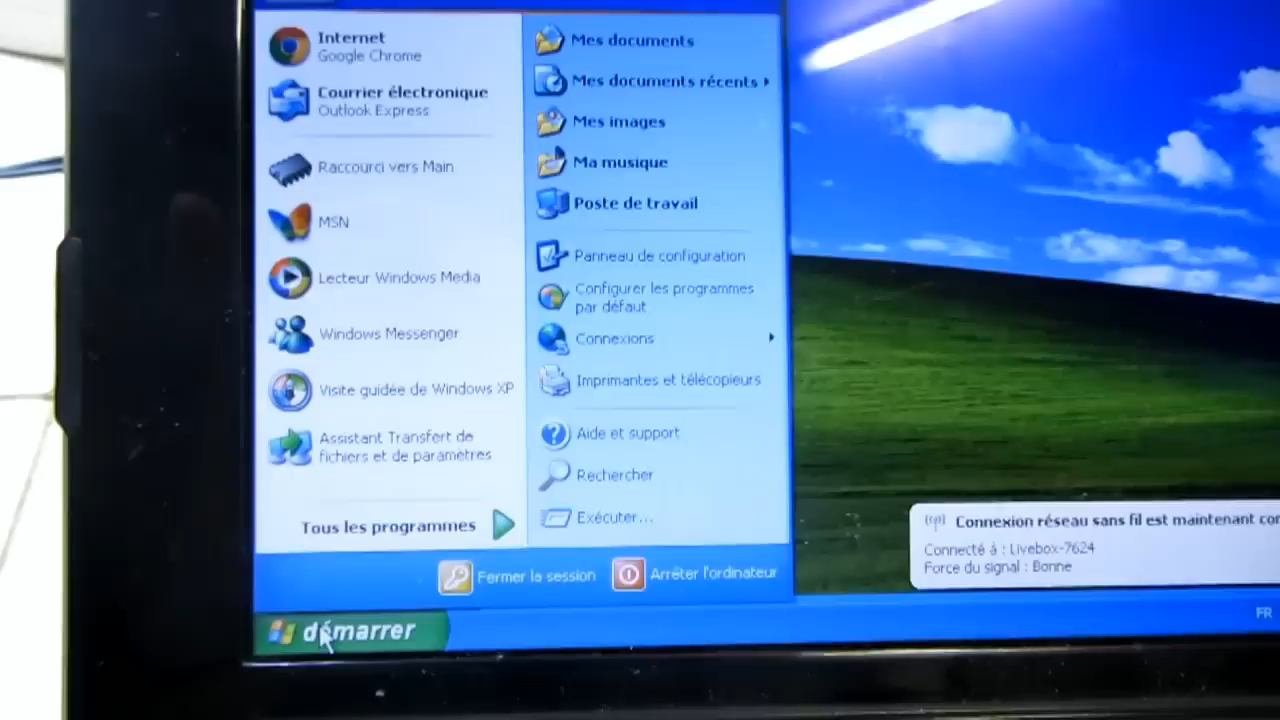 Internet
Google Chrome
Courrier électronique
Outlook Express
Raccourci vers Main
MSN
Lecteur Windows Media
Windows Messenger
Visite guidée de Windows XP
Assistant Transfert de
fichiers et de paramètres
Tous les programmes
Mes documents
Mes documents récents
Mes images
Ma musique
Poste de travail
Panneau de configuration
Configurer les programmes
par défaut
Connexions
Imprimantes et télécopieurs
Aide et support
Rechercher
Exécuter...
Fermer la session
Arrêter l'ordinateur
démarrer
Connexion réseau sans fil est maintenant
Connecté à : Livebox-7624
Force du signal : Bonne
FR